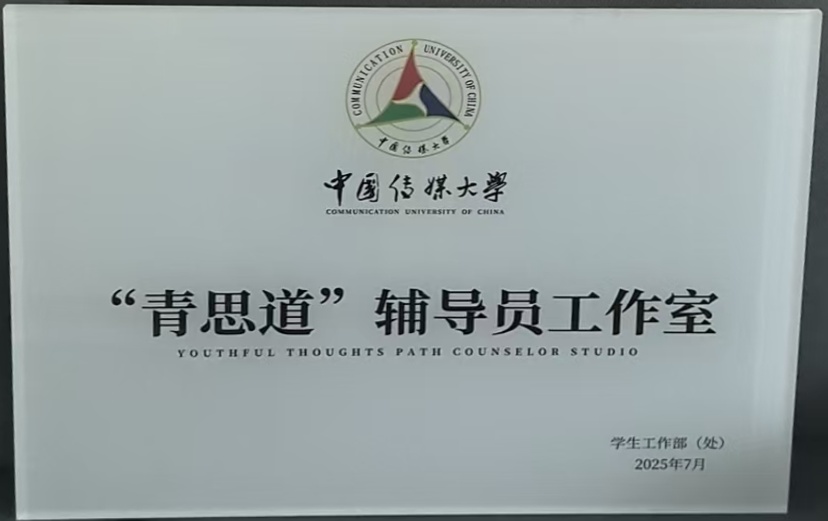 COMMUNICATION UNIVERSITY OF CHINA
中国传媒大学
中国传媒大學
COMMUNICATION UNIVERSITY OF CHINA
“青思道”辅导员工作室
YOUTHFUL THOUGHTS PATH COUNSELOR STUDIO
学生工作部（处）
2025年7月